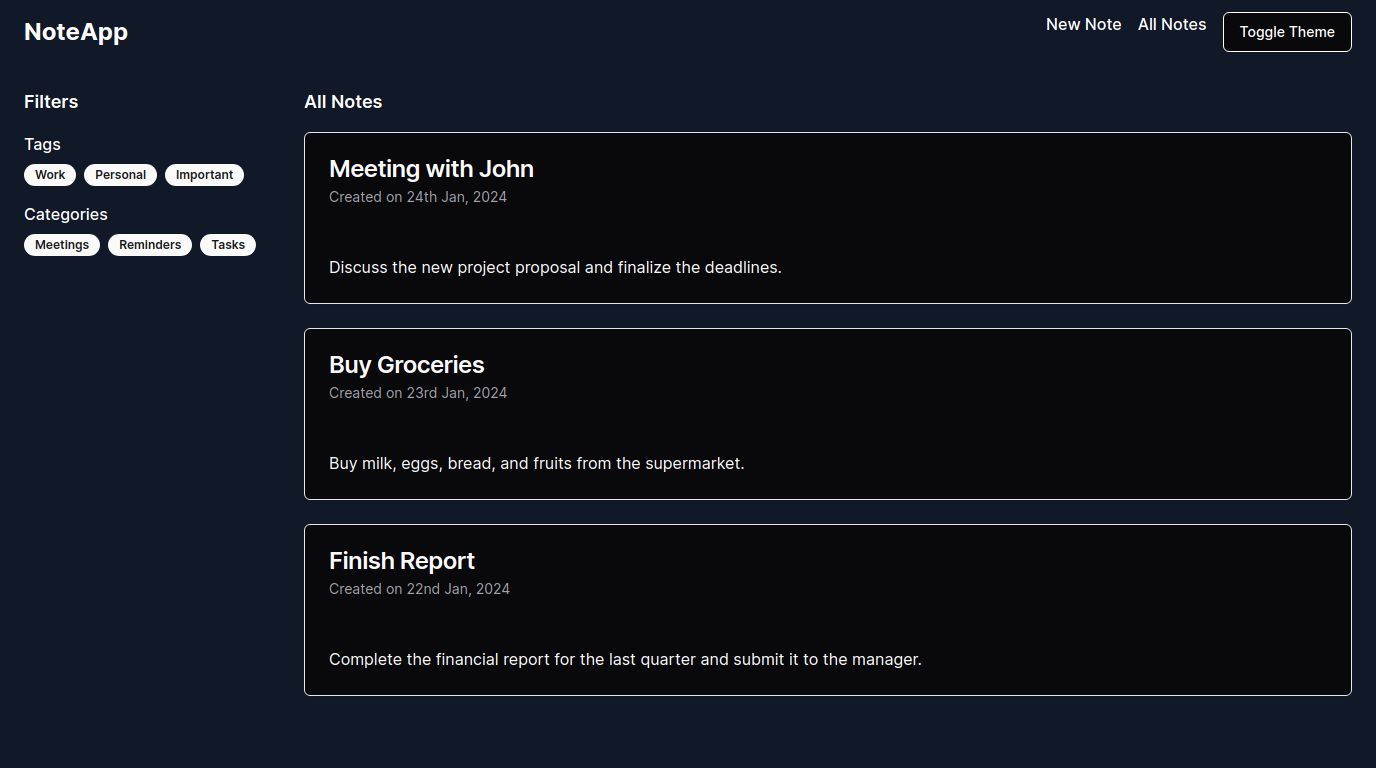 NoteApp
New Note All Notes Toggle Theme
Filters
Tags
Work Personal Important
Categories
Meetings Reminders Tasks
All Notes
Meeting with John
Created on 24th Jan, 2024
Discuss the new project proposal and finalize the deadlines.
Buy Groceries
Created on 23rd Jan, 2024
Buy milk, eggs, bread, and fruits from the supermarket.
Finish Report
Created on 22nd Jan, 2024
Complete the financial report for the last quarter and submit it to the manager.